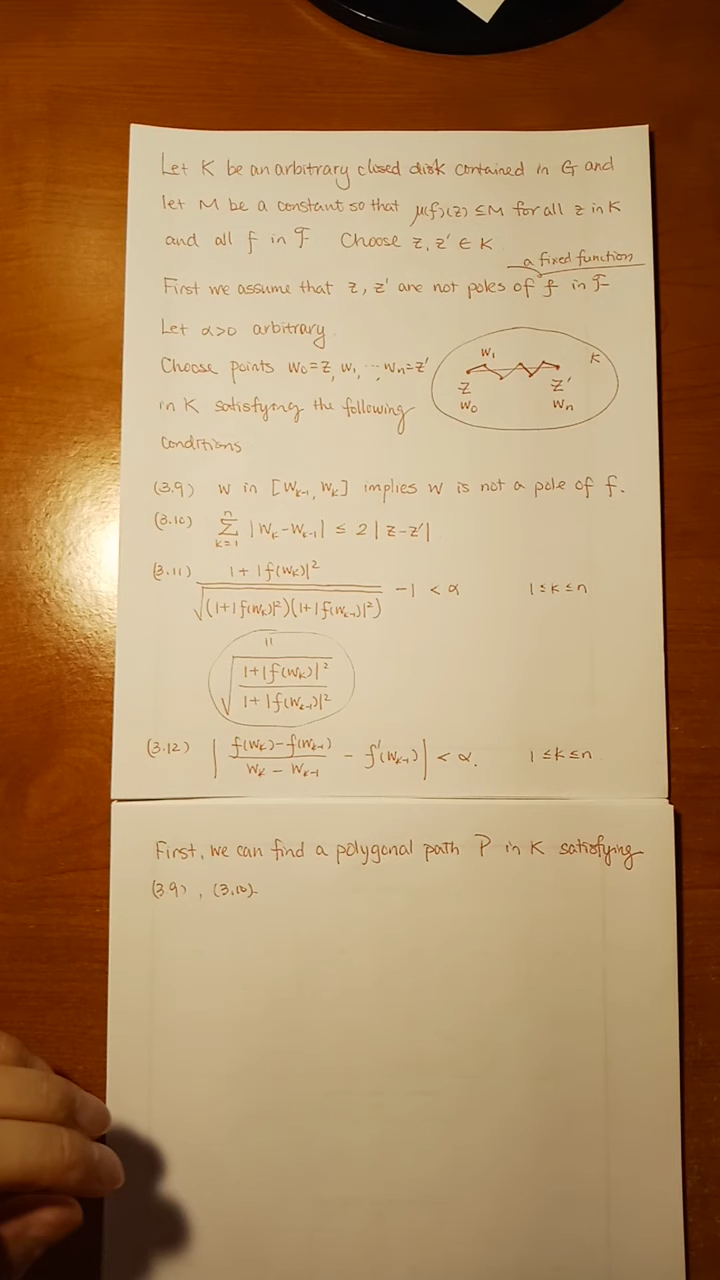 Let K be an arbitrary closed disk contained in G and
let M be a constant so that μ(f)(z) ≤ M for all z in K
and all f in ℱ Choose z, z' ∈ K
a fixed function
First we assume that z, z' are not poles of f in ℱ
Let α>0 arbitrary
Choose points w₀=z, w₁, ..., wₙ=z'
in K satisfying the following
conditions
w₁ K
z z'
w₀ wₙ
(3.9) w in [wₖ₋₁, wₖ] implies w is not a pole of f.
(3.10) Σₖ₌₁ⁿ |wₖ-wₖ₋₁| ≤ 2|z-z'|
(3.11) (1+|f(wₖ)|²)/√((1+|f(wₖ)|²)(1+|f(wₖ₋₁)|²)) -1 < α 1≤k≤n
=
√((1+|f(wₖ)|²)/(1+|f(wₖ₋₁)|²))
(3.12) |(f(wₖ)-f(wₖ₋₁))/(wₖ-wₖ₋₁) - f'(wₖ₋₁)| < α. 1≤k≤n
First, we can find a polygonal path P in K satisfying
(3.9), (3.10).